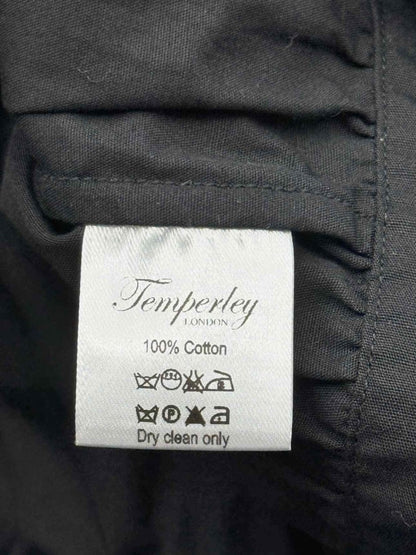 Temperley
LONDON
100% Cotton
P
Dry clean only